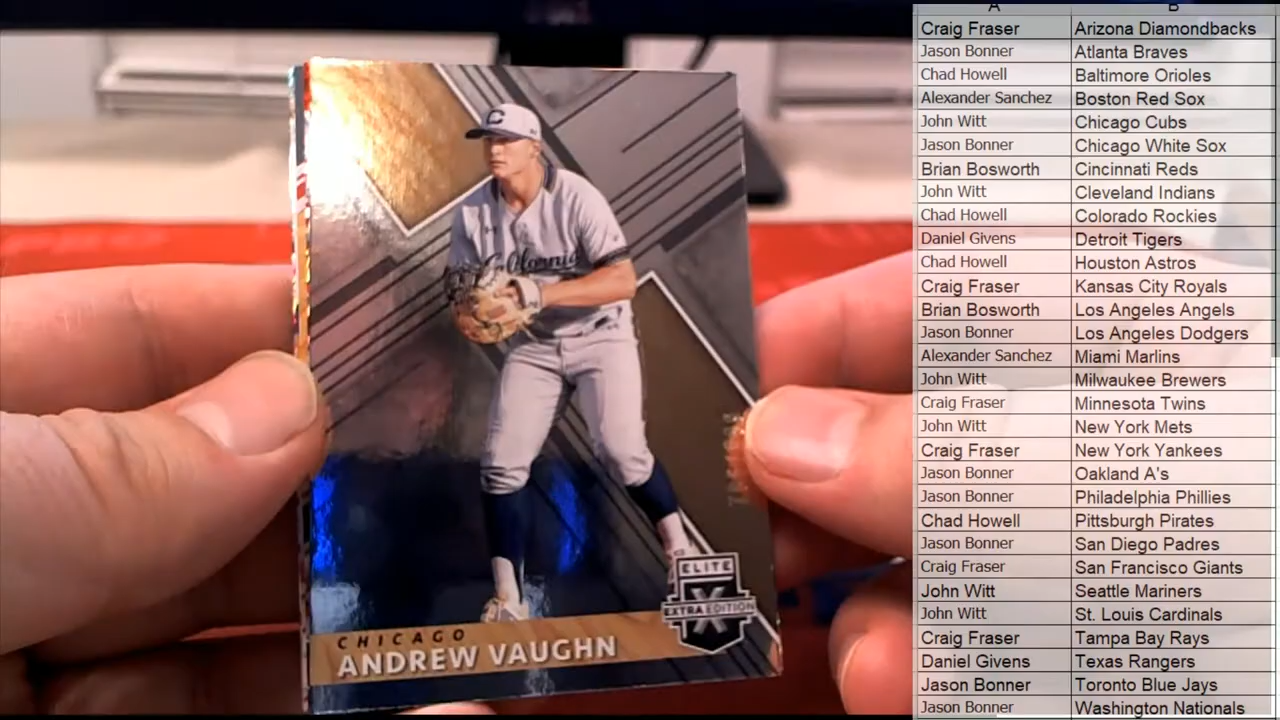 C
California
CHICAGO
ANDREW VAUGHN
ELITE
X
EXTRA EDITION
A B
Craig Fraser Arizona Diamondbacks
Jason Bonner Atlanta Braves
Chad Howell Baltimore Orioles
Alexander Sanchez Boston Red Sox
John Witt Chicago Cubs
Jason Bonner Chicago White Sox
Brian Bosworth Cincinnati Reds
John Witt Cleveland Indians
Chad Howell Colorado Rockies
Daniel Givens Detroit Tigers
Chad Howell Houston Astros
Craig Fraser Kansas City Royals
Brian Bosworth Los Angeles Angels
Jason Bonner Los Angeles Dodgers
Alexander Sanchez Miami Marlins
John Witt Milwaukee Brewers
Craig Fraser Minnesota Twins
John Witt New York Mets
Craig Fraser New York Yankees
Jason Bonner Oakland A's
Jason Bonner Philadelphia Phillies
Chad Howell Pittsburgh Pirates
Jason Bonner San Diego Padres
Craig Fraser San Francisco Giants
John Witt Seattle Mariners
John Witt St. Louis Cardinals
Craig Fraser Tampa Bay Rays
Daniel Givens Texas Rangers
Jason Bonner Toronto Blue Jays
Jason Bonner Washington Nationals